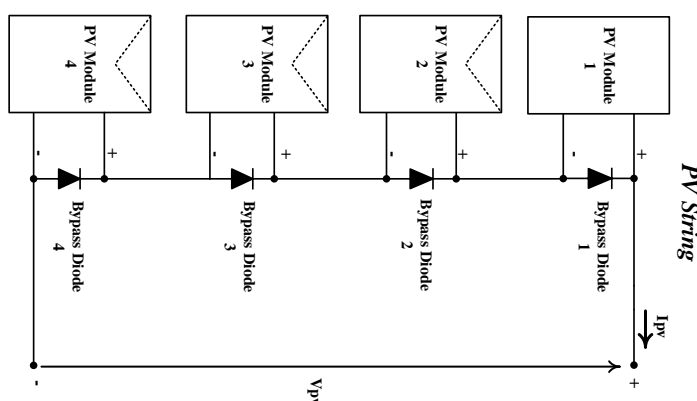 PV String
PV Module
1
+
-
Bypass Diode
1
PV Module
2
+
-
Bypass Diode
2
PV Module
3
+
-
Bypass Diode
3
PV Module
4
+
-
Bypass Diode
4
Ipv
+
Vpv
-